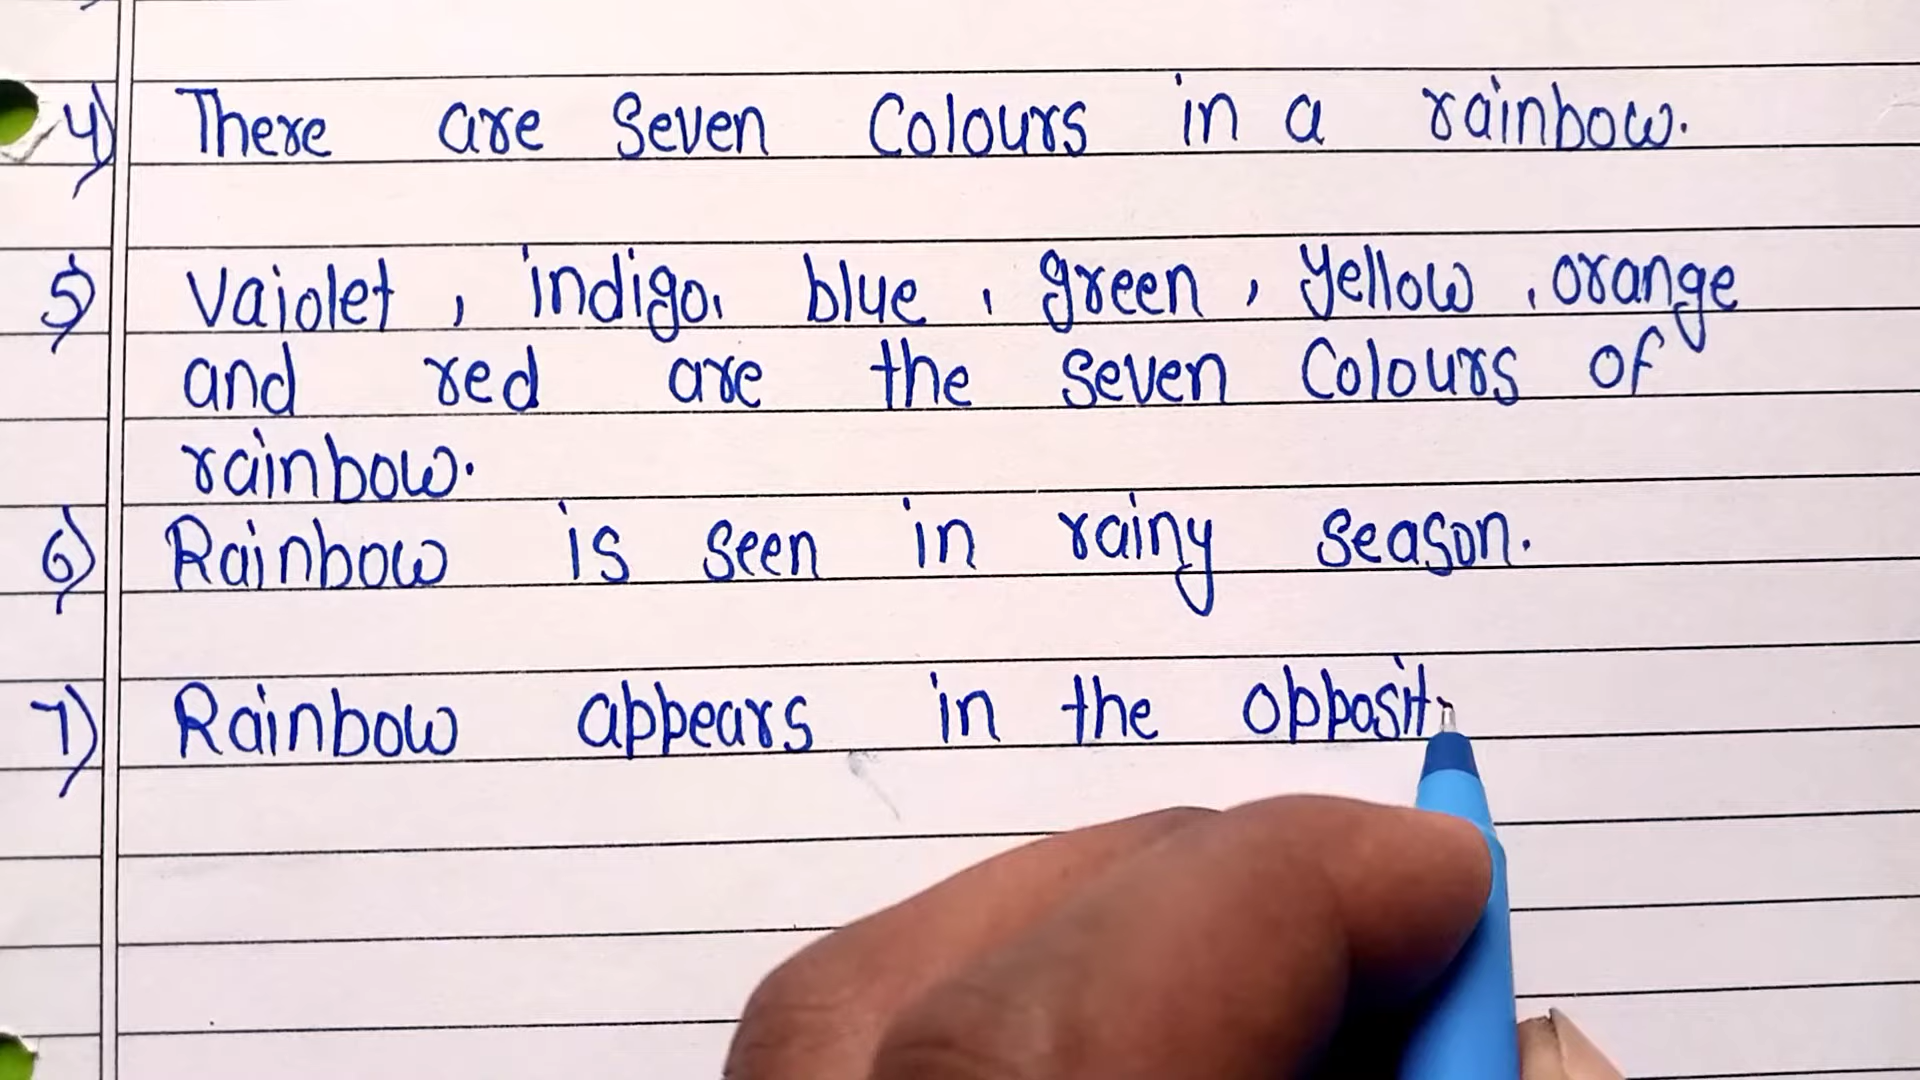 4) There are Seven Colours in a rainbow.
5) Vaiolet, indigo, blue, green, yellow, orange
and red are the seven Colours of
rainbow.
6) Rainbow is seen in rainy season.
7) Rainbow appears in the opposit